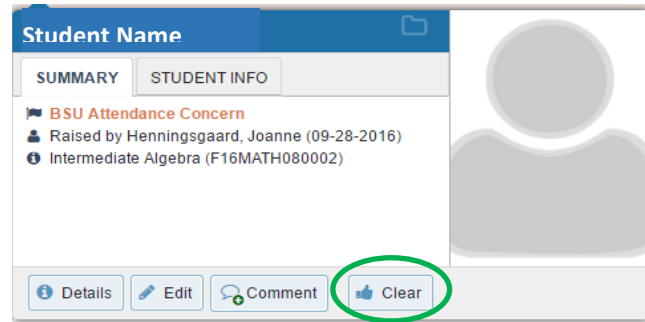 Student Name
SUMMARY STUDENT INFO
BSU Attendance Concern
Raised by Henningsgaard, Joanne (09-28-2016)
Intermediate Algebra (F16MATH080002)
Details Edit Comment Clear